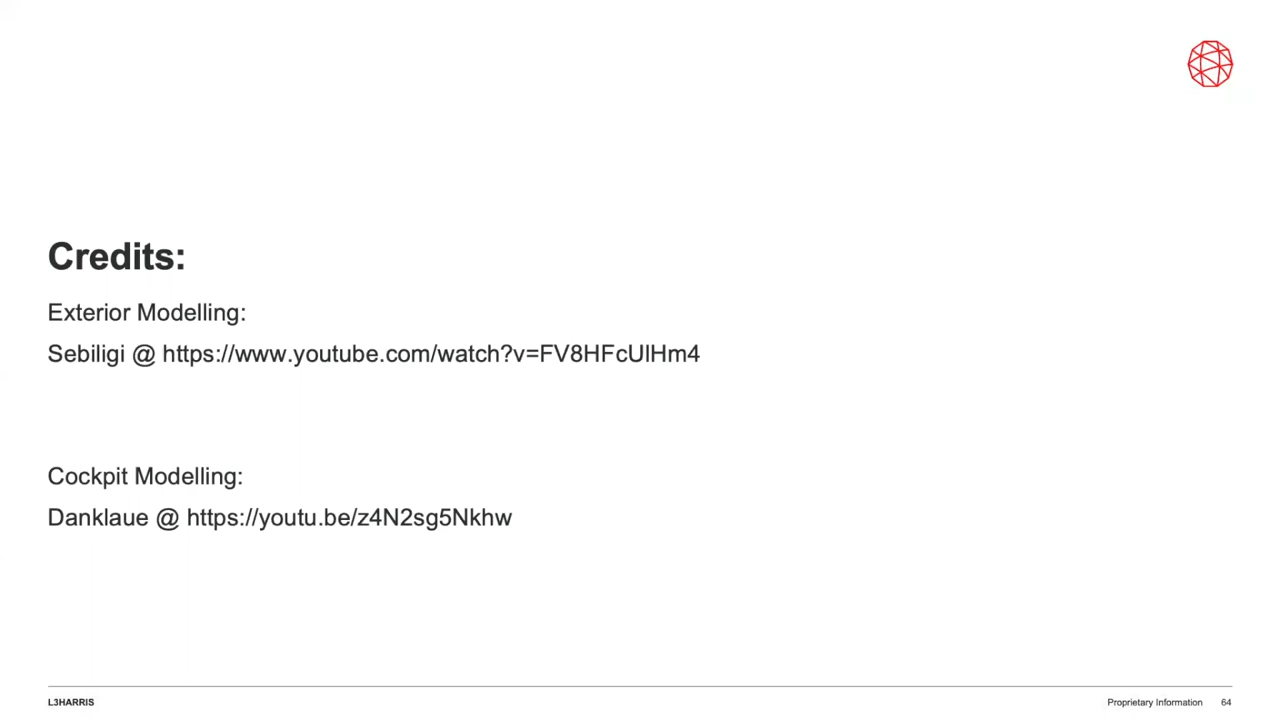 Credits:
Exterior Modelling:
Sebiligi @ https://www.youtube.com/watch?v=FV8HFcUlHm4
Cockpit Modelling:
Danklaue @ https://youtu.be/z4N2sg5Nkhw
L3HARRIS
Proprietary Information 64